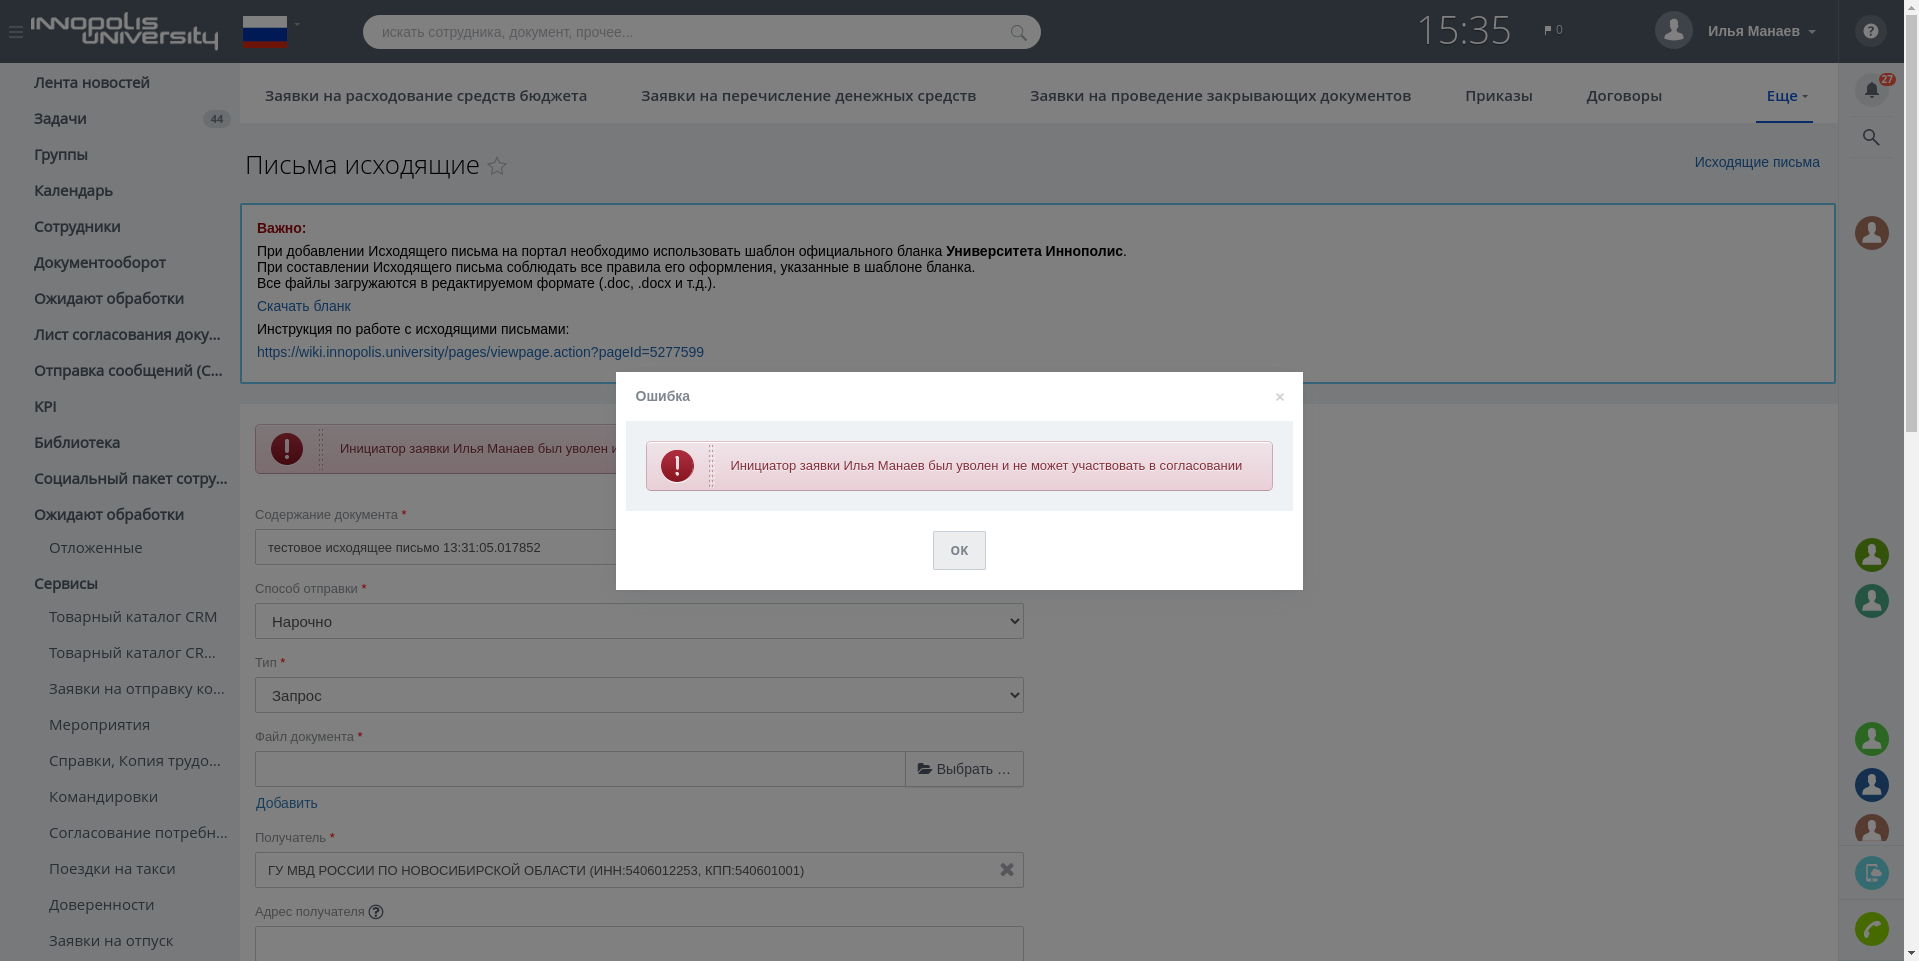 INNOPOLIS
UNIVERSITY
искать сотрудника, документ, прочее...
15:35
0
Илья Манаев
?
27
Лента новостей
Задачи
44
Группы
Календарь
Сотрудники
Документооборот
Ожидают обработки
Лист согласования доку...
Отправка сообщений (С...
KPI
Библиотека
Социальный пакет сотру...
Ожидают обработки
Отложенные
Сервисы
Товарный каталог CRM
Товарный каталог CR...
Заявки на отправку ко...
Мероприятия
Справки, Копия трудо...
Командировки
Согласование потребн...
Поездки на такси
Доверенности
Заявки на отпуск
Заявки на расходование средств бюджета
Заявки на перечисление денежных средств
Заявки на проведение закрывающих документов
Приказы
Договоры
Еще
Письма исходящие
Исходящие письма
Важно:
При добавлении Исходящего письма на портал необходимо использовать шаблон официального бланка Университета Иннополис.
При составлении Исходящего письма соблюдать все правила его оформления, указанные в шаблоне бланка.
Все файлы загружаются в редактируемом формате (.doc, .docx и т.д.).
Скачать бланк
Инструкция по работе с исходящими письмами:
https://wiki.innopolis.university/pages/viewpage.action?pageId=5277599
Инициатор заявки Илья Манаев был уволен и
Ошибка
×
Инициатор заявки Илья Манаев был уволен и не может участвовать в согласовании
ОК
Содержание документа *
тестовое исходящее письмо 13:31:05.017852
Способ отправки *
Нарочно
Тип *
Запрос
Файл документа *
Выбрать ...
Добавить
Получатель *
ГУ МВД РОССИИ ПО НОВОСИБИРСКОЙ ОБЛАСТИ (ИНН:5406012253, КПП:540601001)
Адрес получателя ?